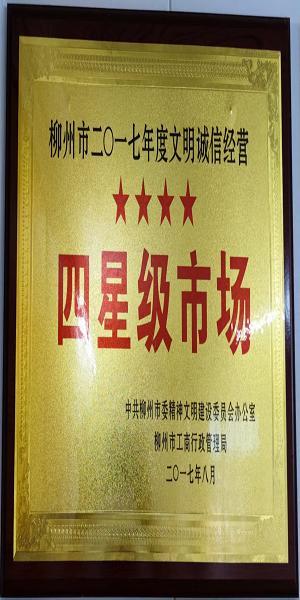 柳州市二〇一七年度文明诚信经营
★★★★
四星级市场
中共柳州市委精神文明建设委员会办公室
柳州市工商行政管理局
二〇一七年八月